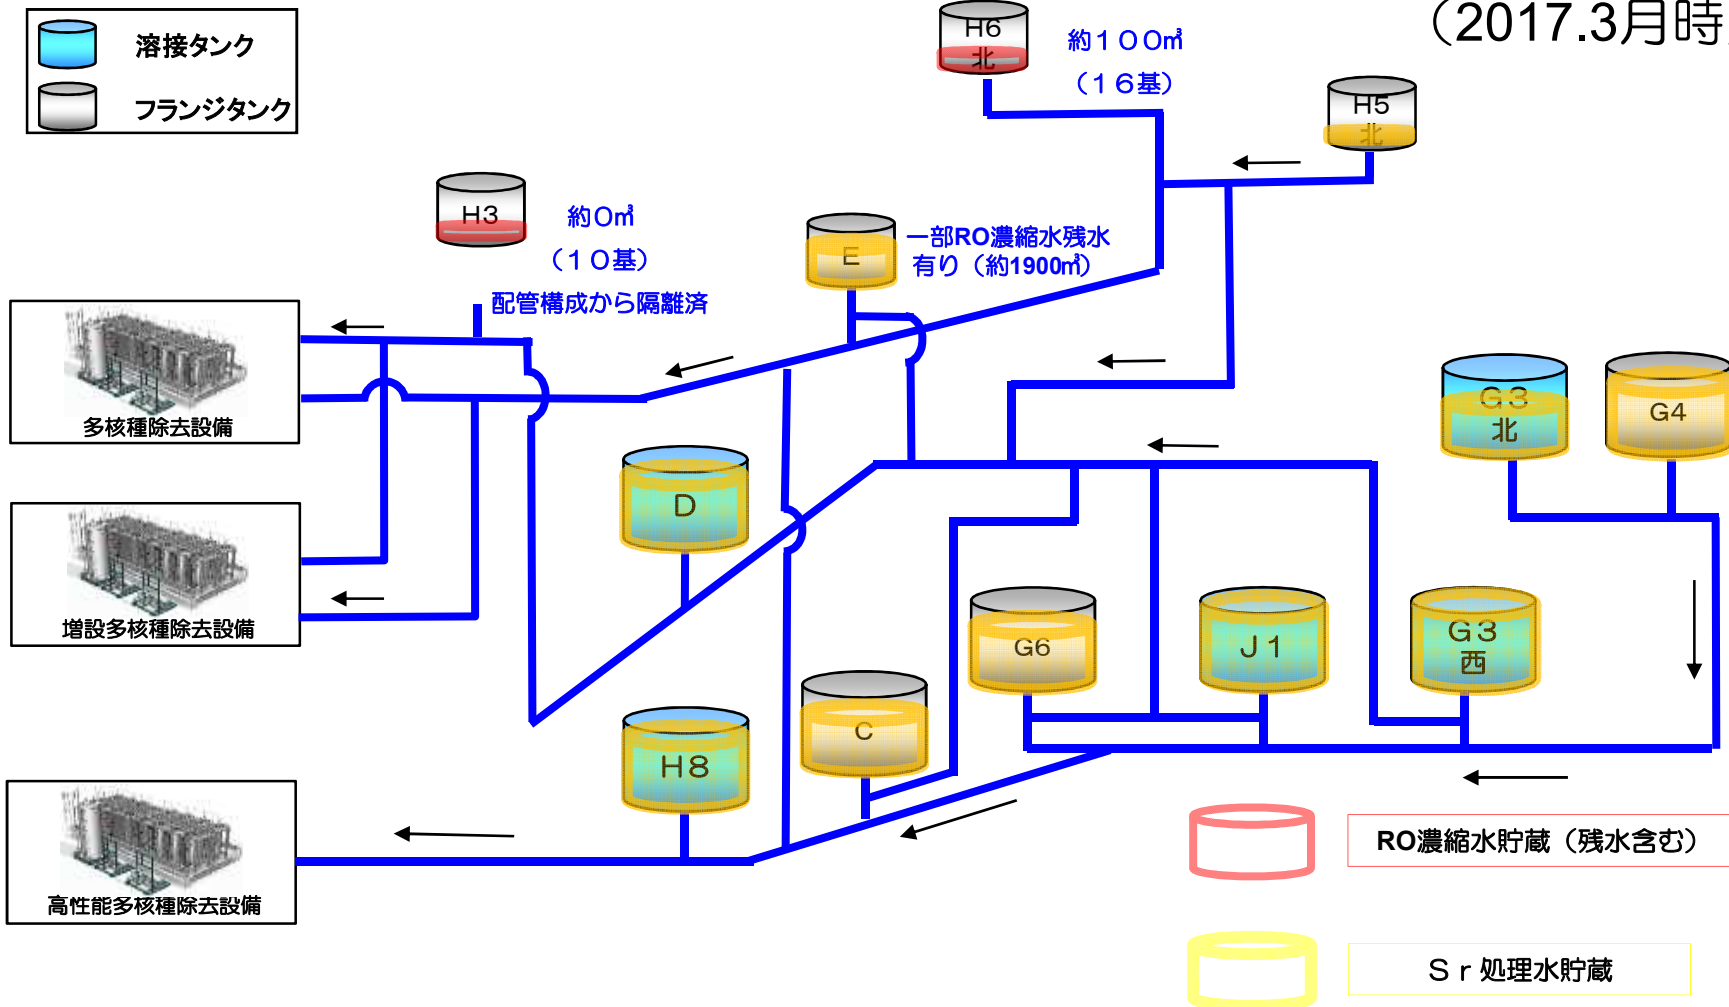 （2017.3月時
溶接タンク
フランジタンク
H6
北
約１００㎥
（１６基）
H5
北
H3
約０㎥
（１０基）
配管構成から隔離済
E
一部RO濃縮水残水
有り（約1900㎥）
多核種除去設備
D
G3
北
G4
増設多核種除去設備
G6
J1
G3
西
C
H8
高性能多核種除去設備
RO濃縮水貯蔵（残水含む）
Ｓｒ処理水貯蔵